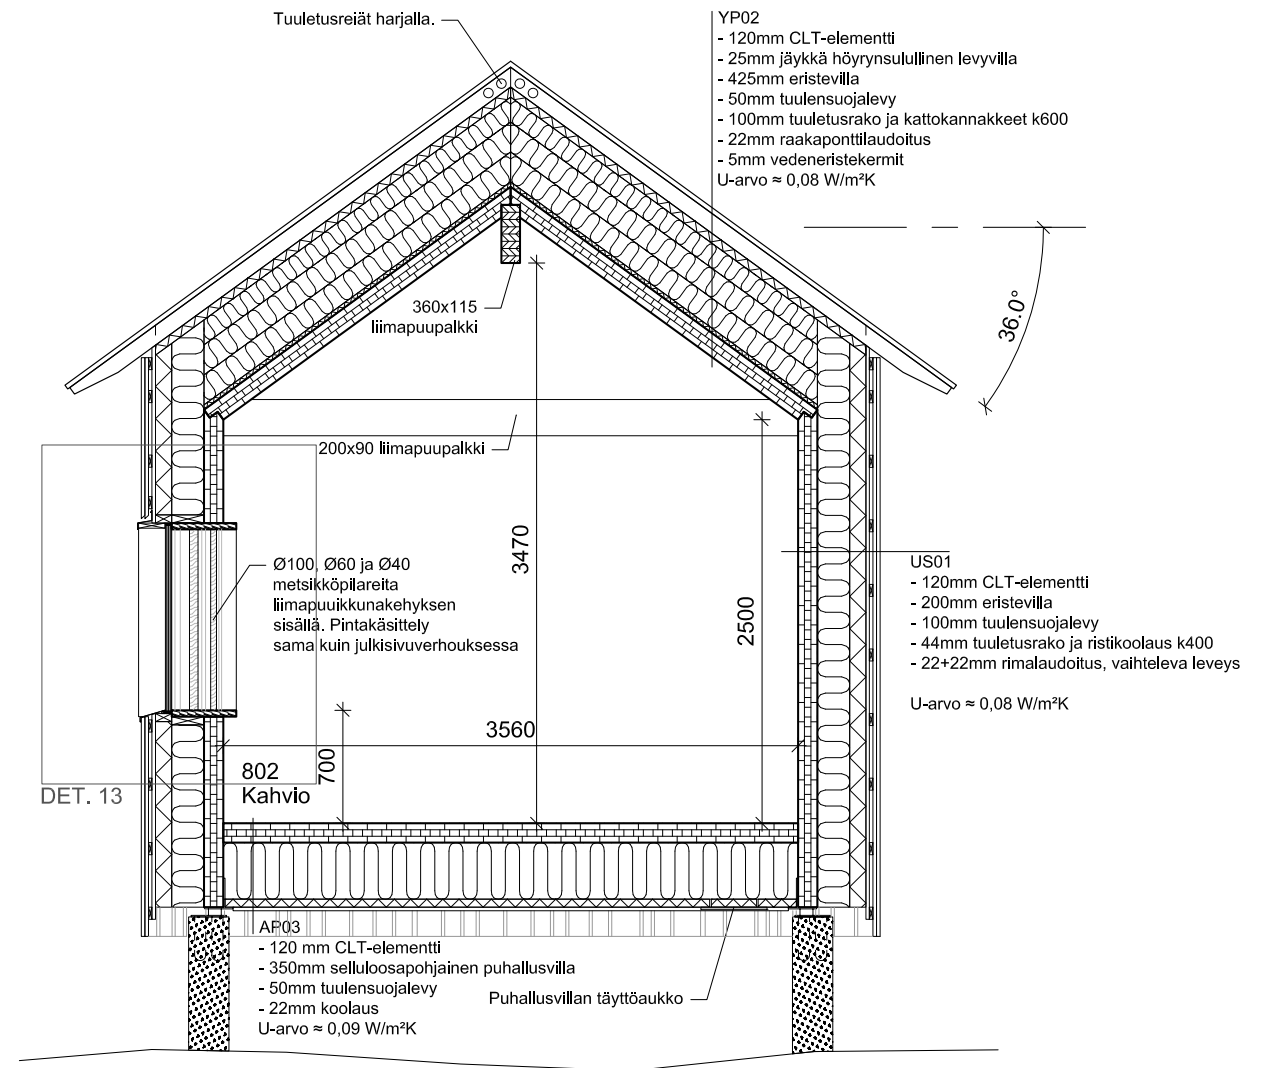 Tuuletusreiät harjalla.
YP02
- 120mm CLT-elementti
- 25mm jäykkä höyrynsulullinen levyvilla
- 425mm eristevilla
- 50mm tuulensuojalevy
- 100mm tuuletusrako ja kattokannakkeet k600
- 22mm raakaponttilaudoitus
- 5mm vedeneristekermit
U-arvo ≈ 0,08 W/m²K
36.0°
360x115
liimapuupalkki
200x90 liimapuupalkki
3470
2500
Ø100, Ø60 ja Ø40
metsikköpilareita
liimapuuikkunakehyksen
sisällä. Pintakäsittely
sama kuin julkisivuverhouksessa
US01
- 120mm CLT-elementti
- 200mm eristevilla
- 100mm tuulensuojalevy
- 44mm tuuletusrako ja ristikoolaus k400
- 22+22mm rimalaudoitus, vaihteleva leveys
U-arvo ≈ 0,08 W/m²K
3560
700
802
Kahvio
DET. 13
AP03
- 120 mm CLT-elementti
- 350mm selluloosapohjainen puhallusvilla
- 50mm tuulensuojalevy
- 22mm koolaus
U-arvo ≈ 0,09 W/m²K
Puhallusvillan täyttöaukko